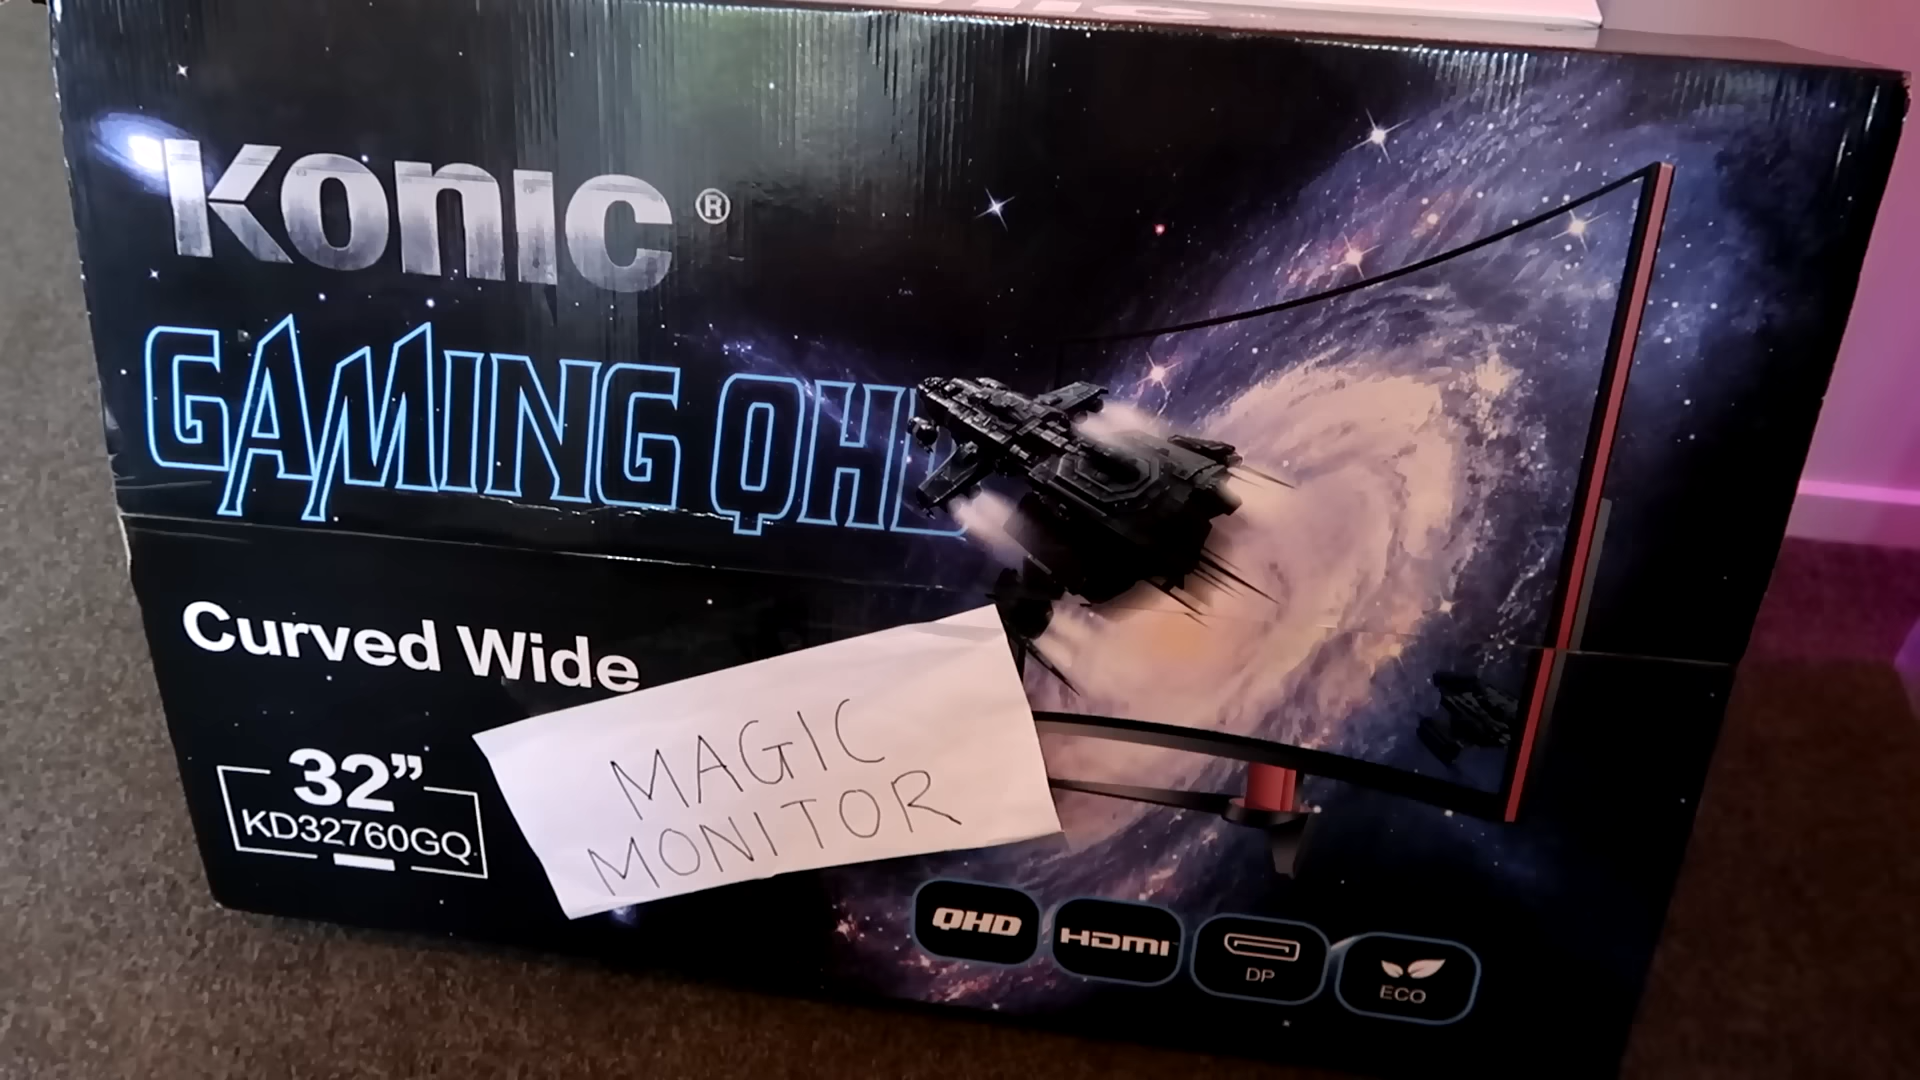 Konic ®
GAMING QHD
Curved Wide
32”
KD32760GQ
MAGIC
MONITOR
QHD
HDMI
DP
ECO